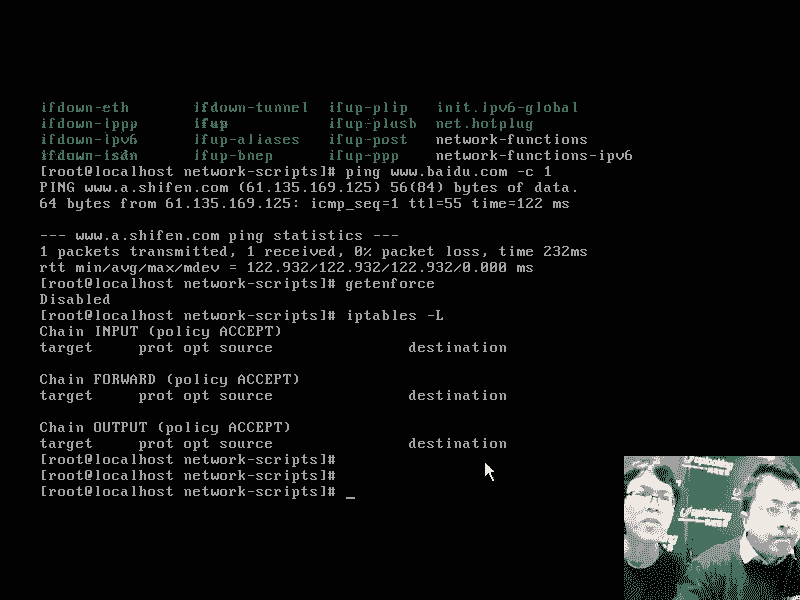 ifdown-eth ifdown-tunnel ifup-plip init.ipv6-global
ifdown-ippp ifup ifup-plusb net.hotplug
ifdown-ipv6 ifup-aliases ifup-post network-functions
ifdown-isdn ifup-bnep ifup-ppp network-functions-ipv6
[root@localhost network-scripts]# ping www.baidu.com -c 1
PING www.a.shifen.com (61.135.169.125) 56(84) bytes of data.
64 bytes from 61.135.169.125: icmp_seq=1 ttl=55 time=122 ms
--- www.a.shifen.com ping statistics ---
1 packets transmitted, 1 received, 0% packet loss, time 232ms
rtt min/avg/max/mdev = 122.932/122.932/122.932/0.000 ms
[root@localhost network-scripts]# getenforce
Disabled
[root@localhost network-scripts]# iptables -L
Chain INPUT (policy ACCEPT)
target prot opt source destination
Chain FORWARD (policy ACCEPT)
target prot opt source destination
Chain OUTPUT (policy ACCEPT)
target prot opt source destination
[root@localhost network-scripts]#
[root@localhost network-scripts]#
[root@localhost network-scripts]# _